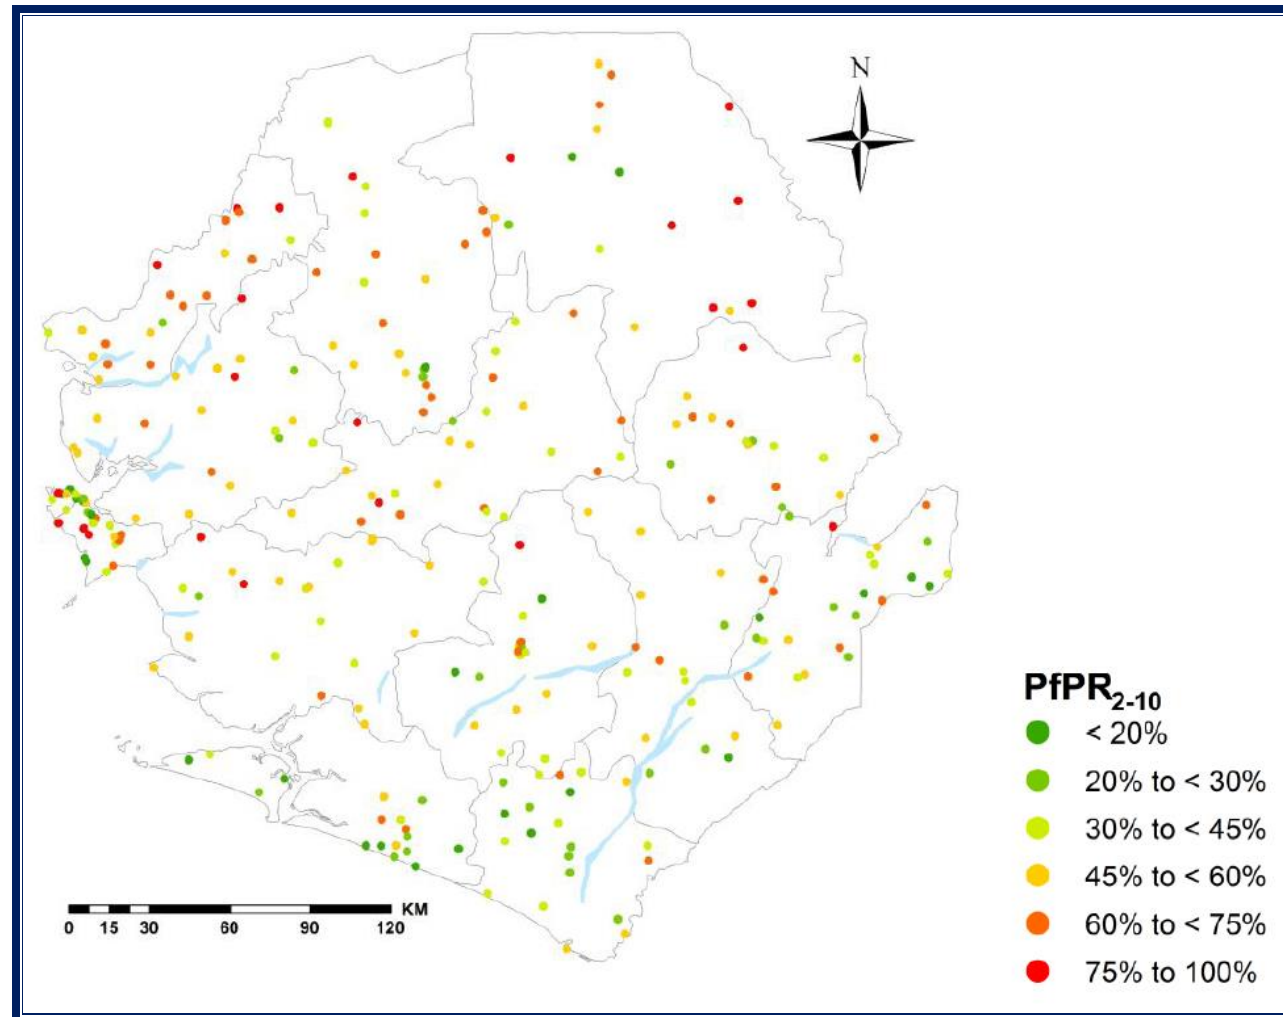 N
PfPR2-10
< 20%
20% to < 30%
30% to < 45%
45% to < 60%
60% to < 75%
75% to 100%
KM
0 15 30 60 90 120